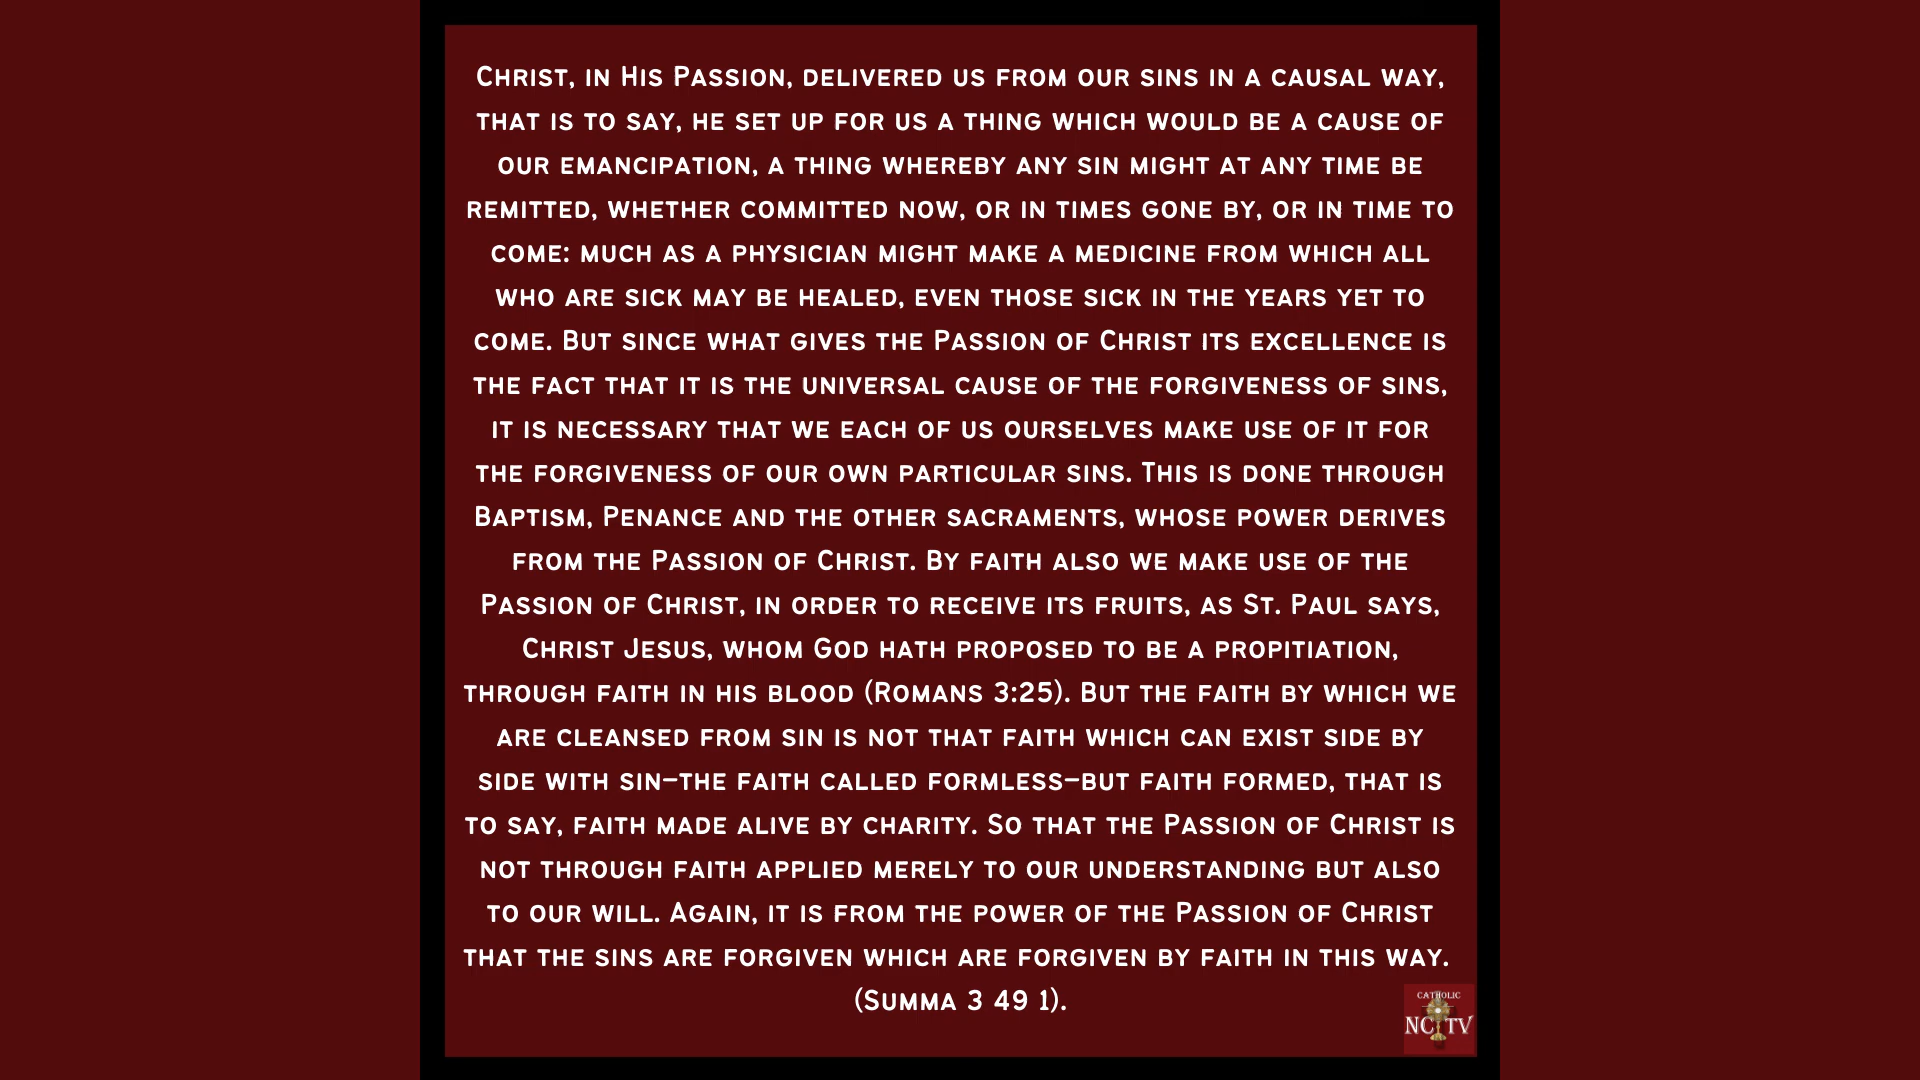 Christ, in His Passion, delivered us from our sins in a causal way,
that is to say, he set up for us a thing which would be a cause of
our emancipation, a thing whereby any sin might at any time be
remitted, whether committed now, or in times gone by, or in time to
come: much as a physician might make a medicine from which all
who are sick may be healed, even those sick in the years yet to
come. But since what gives the Passion of Christ its excellence is
the fact that it is the universal cause of the forgiveness of sins,
it is necessary that we each of us ourselves make use of it for
the forgiveness of our own particular sins. This is done through
Baptism, Penance and the other sacraments, whose power derives
from the Passion of Christ. By faith also we make use of the
Passion of Christ, in order to receive its fruits, as St. Paul says,
Christ Jesus, whom God hath proposed to be a propitiation,
through faith in his blood (Romans 3:25). But the faith by which we
are cleansed from sin is not that faith which can exist side by
side with sin—the faith called formless—but faith formed, that is
to say, faith made alive by charity. So that the Passion of Christ is
not through faith applied merely to our understanding but also
to our will. Again, it is from the power of the Passion of Christ
that the sins are forgiven which are forgiven by faith in this way.
(Summa 3 49 1).
CATHOLIC
NC TV